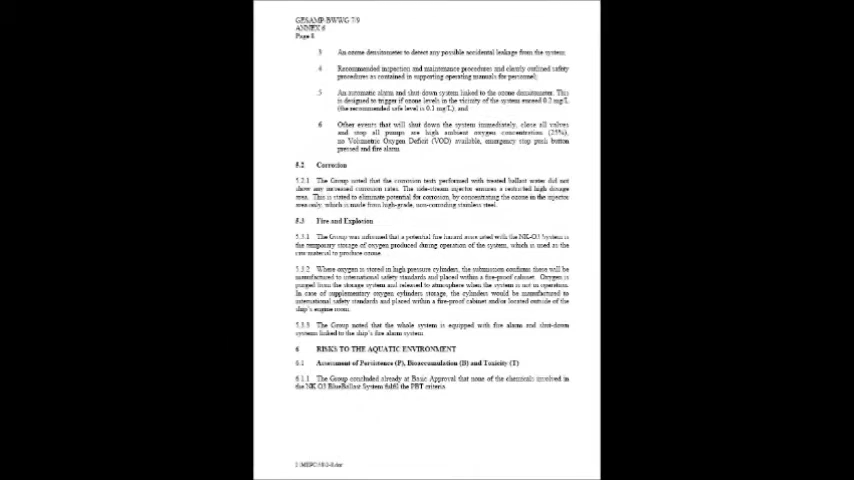 GESAMP-BWWG 7/9
ANNEX 6
Page 8
3 An ozone densitometer to detect any possible accidental leakage from the system;
4 Recommended inspection and maintenance procedures and clearly outlined safety
procedures as contained in supporting operating manuals for personnel;
5 An automatic alarm and shut-down system linked to the ozone densitometer. This
is designed to trigger if ozone levels in the vicinity of the system exceed 0.2 mg/L
(the recommended safe level is 0.1 mg/L); and
6 Other events that will shut down the system immediately, close all valves
and stop all pumps are high ambient oxygen concentration (25%),
no Volumetric Oxygen Deficit (VOD) available, emergency stop push button
pressed and fire alarm.
5.2 Corrosion
5.2.1 The Group noted that the corrosion tests performed with treated ballast water did not
show any increased corrosion rates. The side-stream injector ensures a restricted high dosage
area. This is stated to eliminate potential for corrosion, by concentrating the ozone in the injector
area only, which is made from high-grade, non-corroding stainless steel.
5.3 Fire and Explosion
5.3.1 The Group was informed that a potential fire hazard associated with the NK-O3 System is
the temporary storage of oxygen produced during operation of the system, which is used as the
raw material to produce ozone.
5.3.2 Where oxygen is stored in high pressure cylinders, the submission confirms these will be
manufactured to international safety standards and placed within a fire-proof cabinet. Oxygen is
purged from the storage system and released to atmosphere when the system is not in operation.
In case of supplementary oxygen cylinders storage, the cylinders would be manufactured to
international safety standards and placed within a fire-proof cabinet and/or located outside of the
ship's engine room.
5.3.3 The Group noted that the whole system is equipped with fire alarm and shut-down
systems linked to the ship's fire alarm system.
6 RISKS TO THE AQUATIC ENVIRONMENT
6.1 Assessment of Persistence (P), Bioaccumulation (B) and Toxicity (T)
6.1.1 The Group concluded already at Basic Approval that none of the chemicals involved in
the NK-O3 BlueBallast System fulfil the PBT criteria.